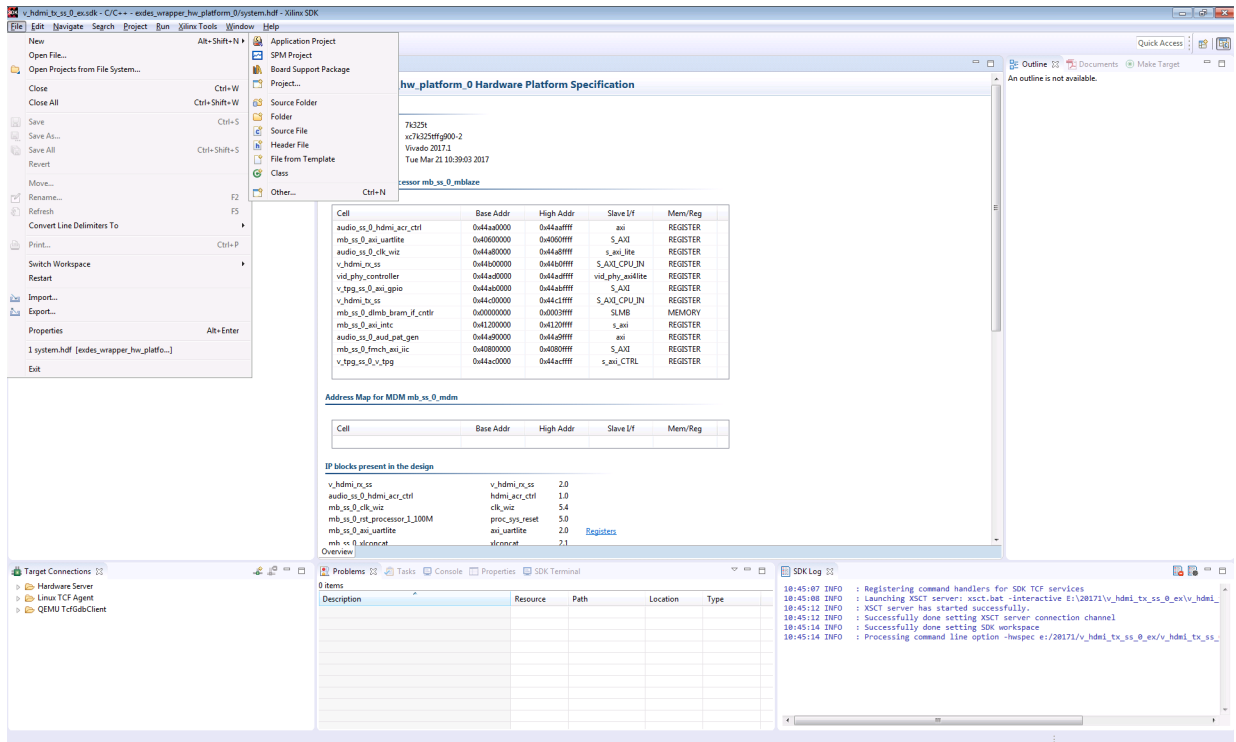 v_hdmi_tx_ss_0_ex.sdk - C/C++ - exdes_wrapper_hw_platform_0/system.hdf - Xilinx SDK
File Edit Navigate Search Project Run Xilinx Tools Window Help
Quick Access
New Alt+Shift+N
Open File...
Open Projects from File System...
Close Ctrl+W
Close All Ctrl+Shift+W
Save Ctrl+S
Save As...
Save All Ctrl+Shift+S
Revert
Move...
Rename... F2
Refresh F5
Convert Line Delimiters To
Print... Ctrl+P
Switch Workspace
Restart
Import...
Export...
Properties Alt+Enter
1 system.hdf [exdes_wrapper_hw_platfo...]
Exit
Application Project
SPM Project
Board Support Package
Project...
Source Folder
Folder
Source File
Header File
File from Template
Class
Other... Ctrl+N
hw_platform_0 Hardware Platform Specification
7k325t
xc7k325tffg900-2
Vivado 2017.1
Tue Mar 21 10:39:03 2017
cessor mb_ss_0_mblaze
Cell Base Addr High Addr Slave I/f Mem/Reg
audio_ss_0_hdmi_acr_ctrl 0x44aa0000 0x44aaffff axi REGISTER
mb_ss_0_axi_uartlite 0x40600000 0x4060ffff S_AXI REGISTER
audio_ss_0_clk_wiz 0x44a80000 0x44a8ffff s_axi_lite REGISTER
v_hdmi_rx_ss 0x44b00000 0x44b0ffff S_AXI_CPU_IN REGISTER
vid_phy_controller 0x44ad0000 0x44adffff vid_phy_axi4lite REGISTER
v_tpg_ss_0_axi_gpio 0x44ab0000 0x44abffff S_AXI REGISTER
v_hdmi_tx_ss 0x44c00000 0x44c1ffff S_AXI_CPU_IN REGISTER
mb_ss_0_dlmb_bram_if_cntlr 0x00000000 0x0003ffff SLMB MEMORY
mb_ss_0_axi_intc 0x41200000 0x4120ffff s_axi REGISTER
audio_ss_0_aud_pat_gen 0x44a90000 0x44a9ffff axi REGISTER
mb_ss_0_fmch_axi_iic 0x40800000 0x4080ffff S_AXI REGISTER
v_tpg_ss_0_v_tpg 0x44ac0000 0x44acffff s_axi_CTRL REGISTER
Address Map for MDM mb_ss_0_mdm
Cell Base Addr High Addr Slave I/f Mem/Reg
IP blocks present in the design
v_hdmi_rx_ss v_hdmi_rx_ss 2.0
audio_ss_0_hdmi_acr_ctrl hdmi_acr_ctrl 1.0
mb_ss_0_clk_wiz clk_wiz 5.4
mb_ss_0_rst_processor_1_100M proc_sys_reset 5.0
mb_ss_0_axi_uartlite axi_uartlite 2.0 Registers
mb_ss_0_xlconcat xlconcat 2.1
Overview
Outline Documents Make Target
An outline is not available.
Target Connections
Hardware Server
Linux TCF Agent
QEMU TcfGdbClient
Problems Tasks Console Properties SDK Terminal
0 items
Description Resource Path Location Type
SDK Log
10:45:07 INFO : Registering command handlers for SDK TCF services
10:45:08 INFO : Launching XSCT server: xsct.bat -interactive E:\20171\v_hdmi_tx_ss_0_ex\v_hdmi_
10:45:12 INFO : XSCT server has started successfully.
10:45:12 INFO : Successfully done setting XSCT server connection channel
10:45:14 INFO : Successfully done setting SDK workspace
10:45:14 INFO : Processing command line option -hwspec e:/20171/v_hdmi_tx_ss_0_ex/v_hdmi_tx_ss_